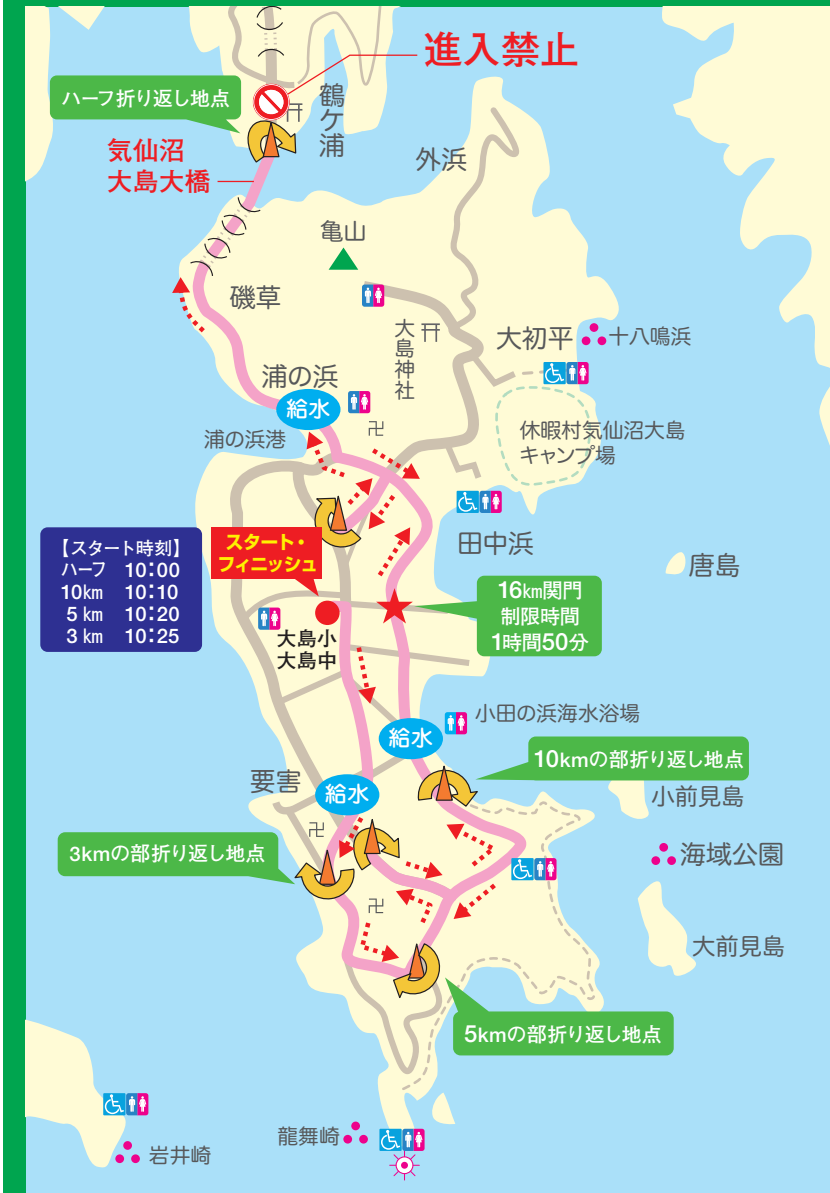 進入禁止
ハーフ折り返し地点
鶴ケ浦
気仙沼
大島大橋
外浜
亀山
磯草
大島神社
大初平
十八鳴浜
浦の浜
給水
浦の浜港
休暇村気仙沼大島
キャンプ場
田中浜
唐島
【スタート時刻】
ハーフ 10:00
10km 10:10
5 km 10:20
3 km 10:25
スタート・
フィニッシュ
大島小
大島中
16km関門
制限時間
1時間50分
小田の浜海水浴場
給水
10kmの部折り返し地点
要害
給水
小前見島
3kmの部折り返し地点
海域公園
大前見島
5kmの部折り返し地点
龍舞崎
岩井崎